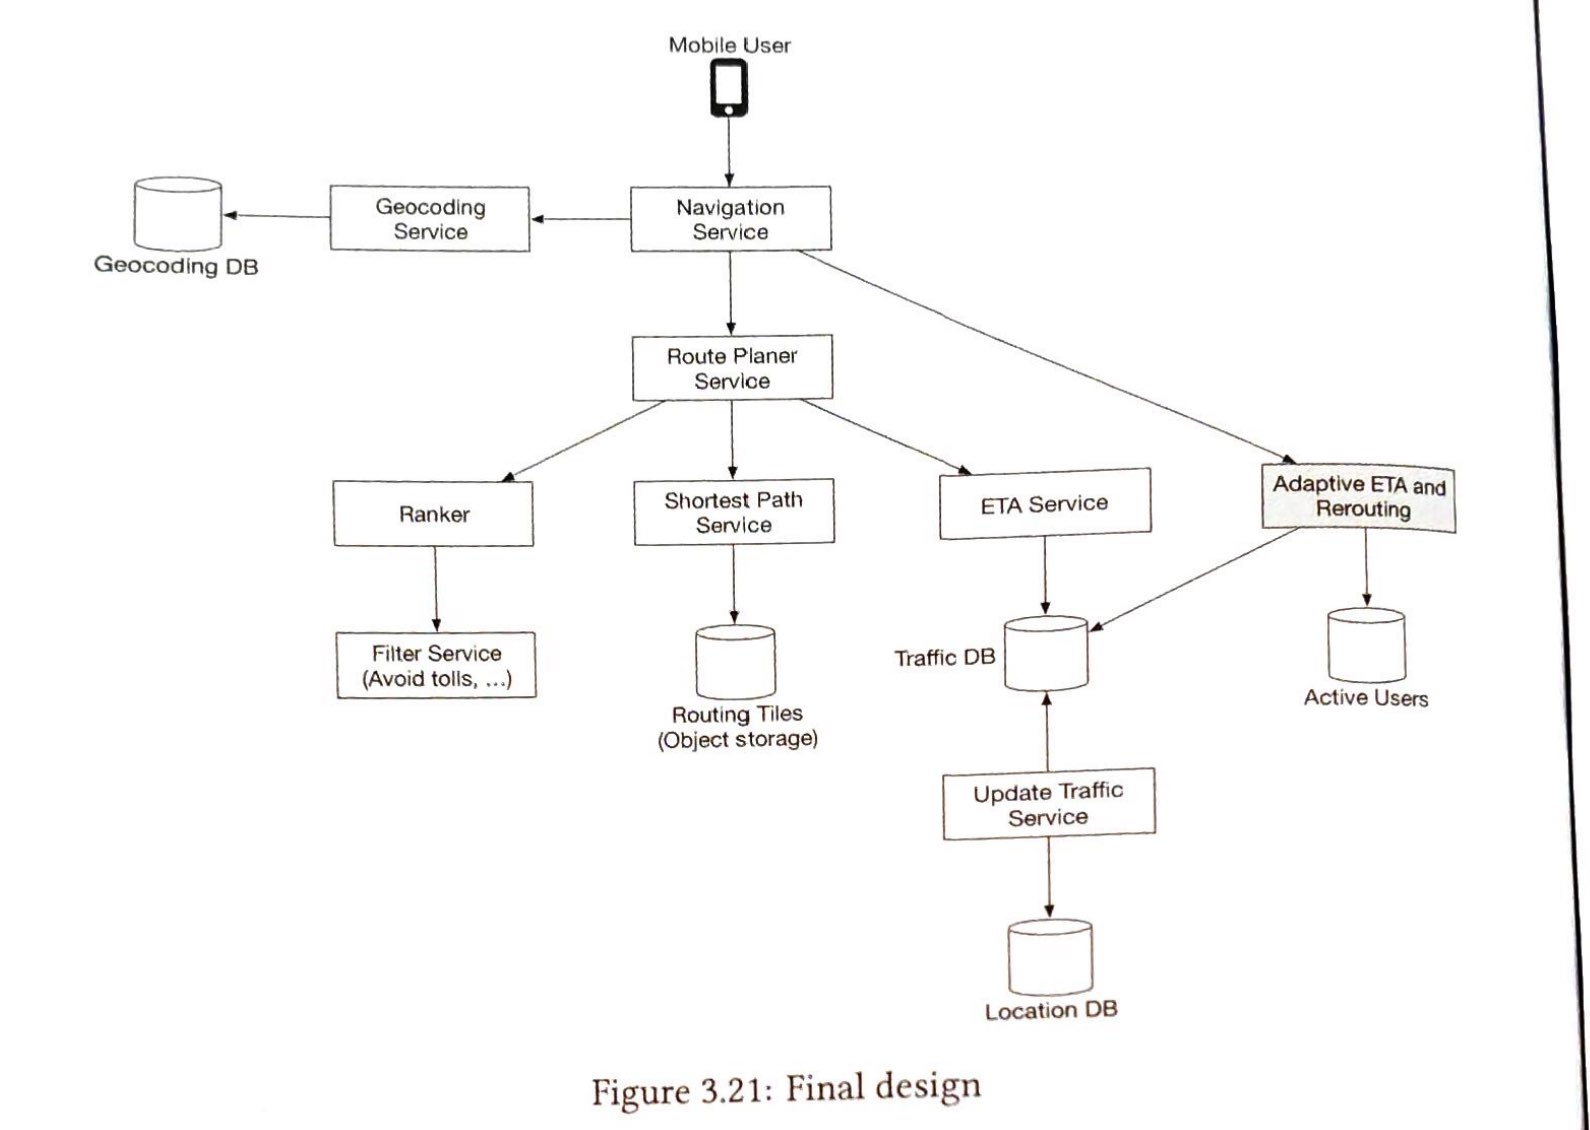 Mobile User
Geocoding
Service
Navigation
Service
Geocoding DB
Route Planer
Service
Ranker
Shortest Path
Service
ETA Service
Adaptive ETA and
Rerouting
Filter Service
(Avoid tolls, ...)
Traffic DB
Routing Tiles
(Object storage)
Active Users
Update Traffic
Service
Location DB
Figure 3.21: Final design